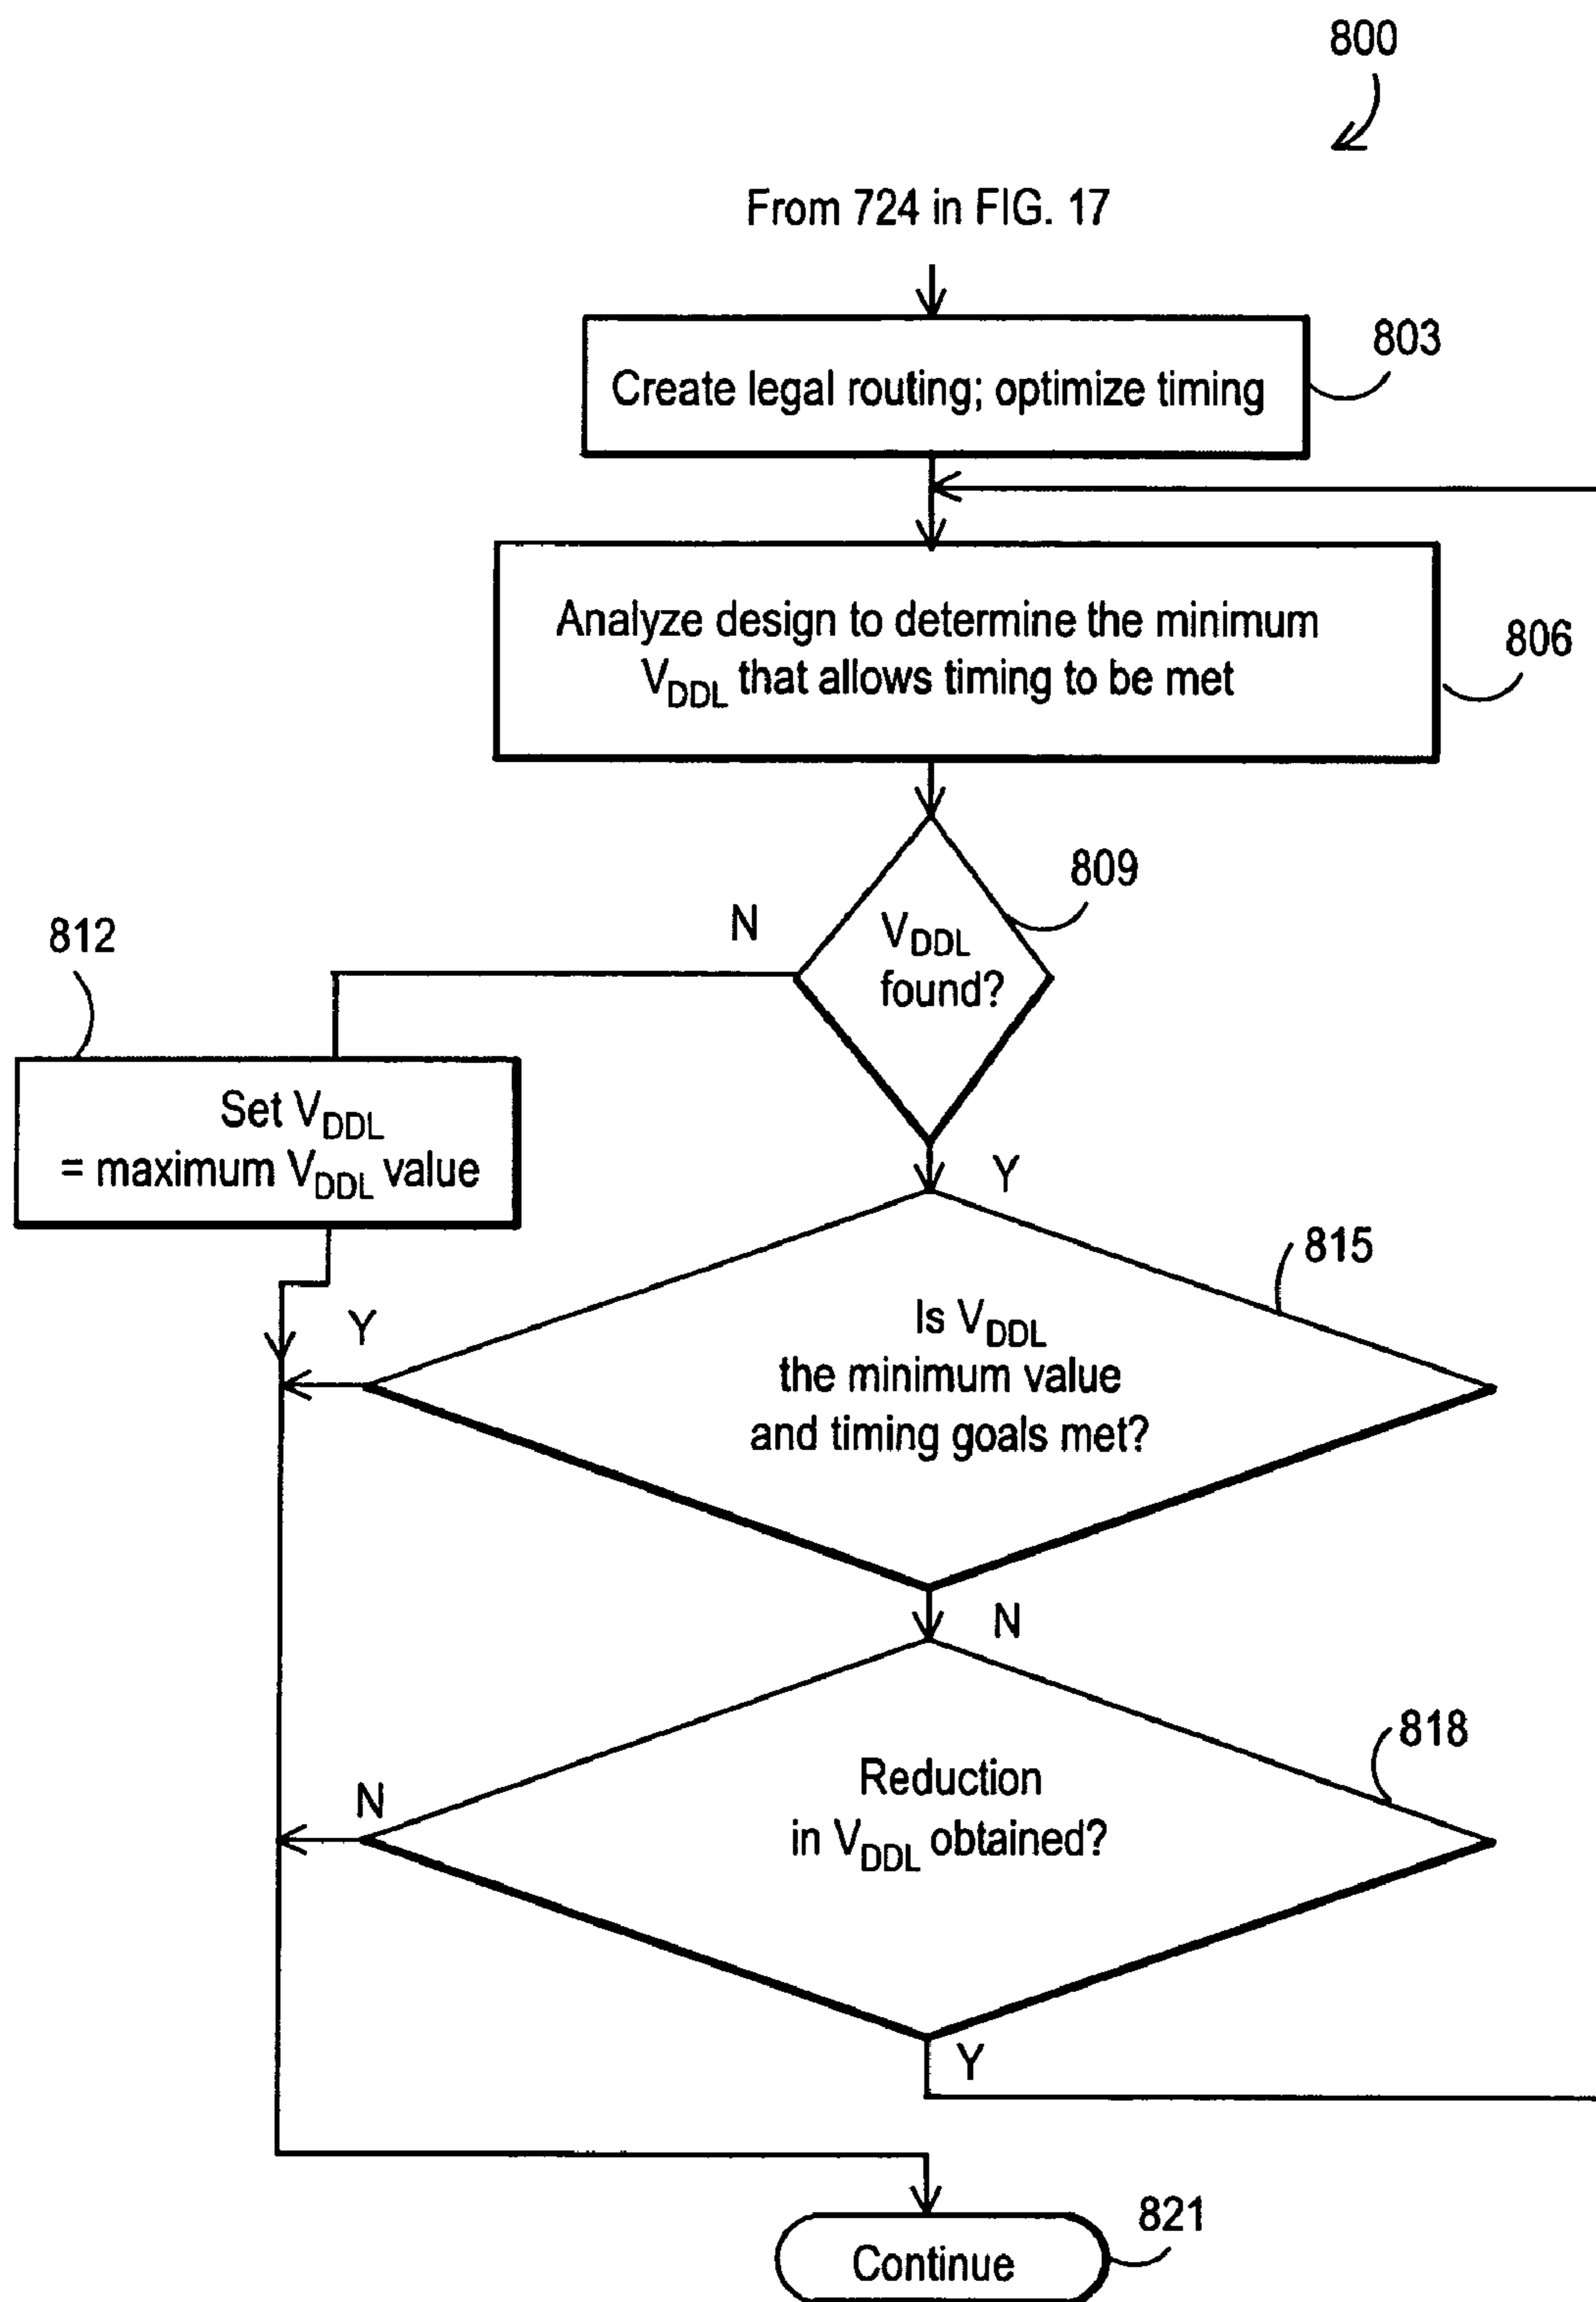 800
From 724 in FIG. 17
Create legal routing; optimize timing
803
Analyze design to determine the minimum
VDDL that allows timing to be met
806
809
N
VDDL
found?
812
Set VDDL
= maximum VDDL value
Y
815
Y
Is VDDL
the minimum value
and timing goals met?
N
818
N
Reduction
in VDDL obtained?
Y
821
Continue